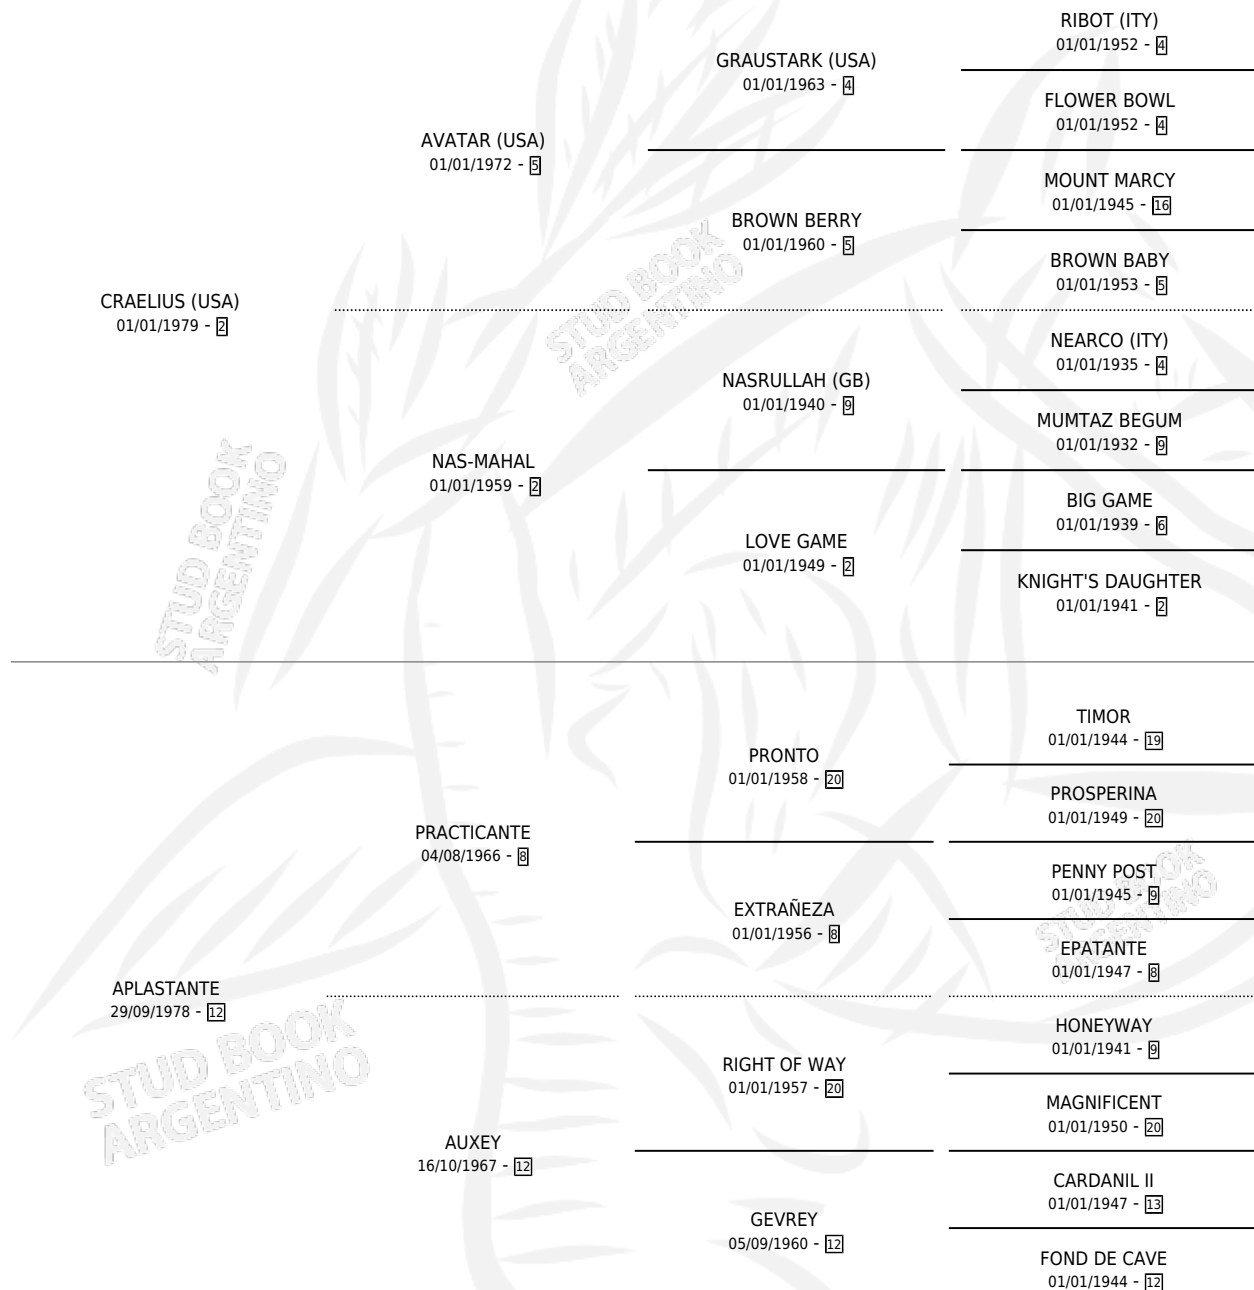 CRAELIUS (USA)
01/01/1979 - 2
AVATAR (USA)
01/01/1972 - 5
NAS-MAHAL
01/01/1959 - 2
GRAUSTARK (USA)
01/01/1963 - 4
BROWN BERRY
01/01/1960 - 5
NASRULLAH (GB)
01/01/1940 - 9
LOVE GAME
01/01/1949 - 2
RIBOT (ITY)
01/01/1952 - 4
FLOWER BOWL
01/01/1952 - 4
MOUNT MARCY
01/01/1945 - 16
BROWN BABY
01/01/1953 - 5
NEARCO (ITY)
01/01/1935 - 4
MUMTAZ BEGUM
01/01/1932 - 9
BIG GAME
01/01/1939 - 6
KNIGHT'S DAUGHTER
01/01/1941 - 2
APLASTANTE
29/09/1978 - 12
PRACTICANTE
04/08/1966 - 8
AUXEY
16/10/1967 - 12
PRONTO
01/01/1958 - 20
EXTRAÑEZA
01/01/1956 - 8
RIGHT OF WAY
01/01/1957 - 20
GEVREY
05/09/1960 - 12
TIMOR
01/01/1944 - 19
PROSPERINA
01/01/1949 - 20
PENNY POST
01/01/1945 - 9
EPATANTE
01/01/1947 - 8
HONEYWAY
01/01/1941 - 9
MAGNIFICENT
01/01/1950 - 20
CARDANIL II
01/01/1947 - 13
FOND DE CAVE
01/01/1944 - 12
STUD BOOK
ARGENTINO
STUD BOOK
ARGENTINO
STUD BOOK
ARGENTINO
STUD BOOK
ARGENTINO